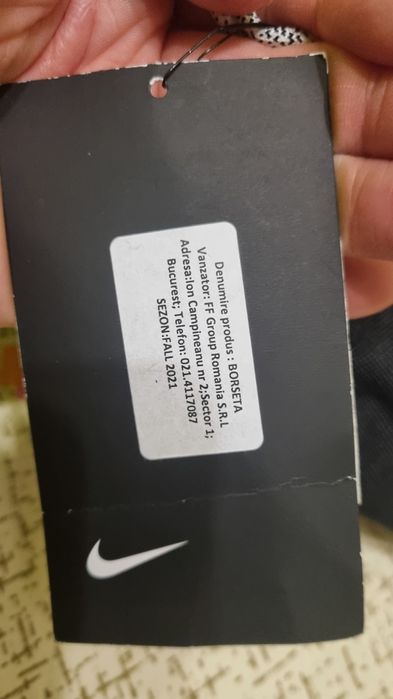 Denumire produs : BORSETA
Vanzator: FF Group Romania S.R.L
Adresa:Ion Campineanu nr 2;Sector 1;
Bucurest; Telefon: 021.4117087
SEZON:FALL 2021